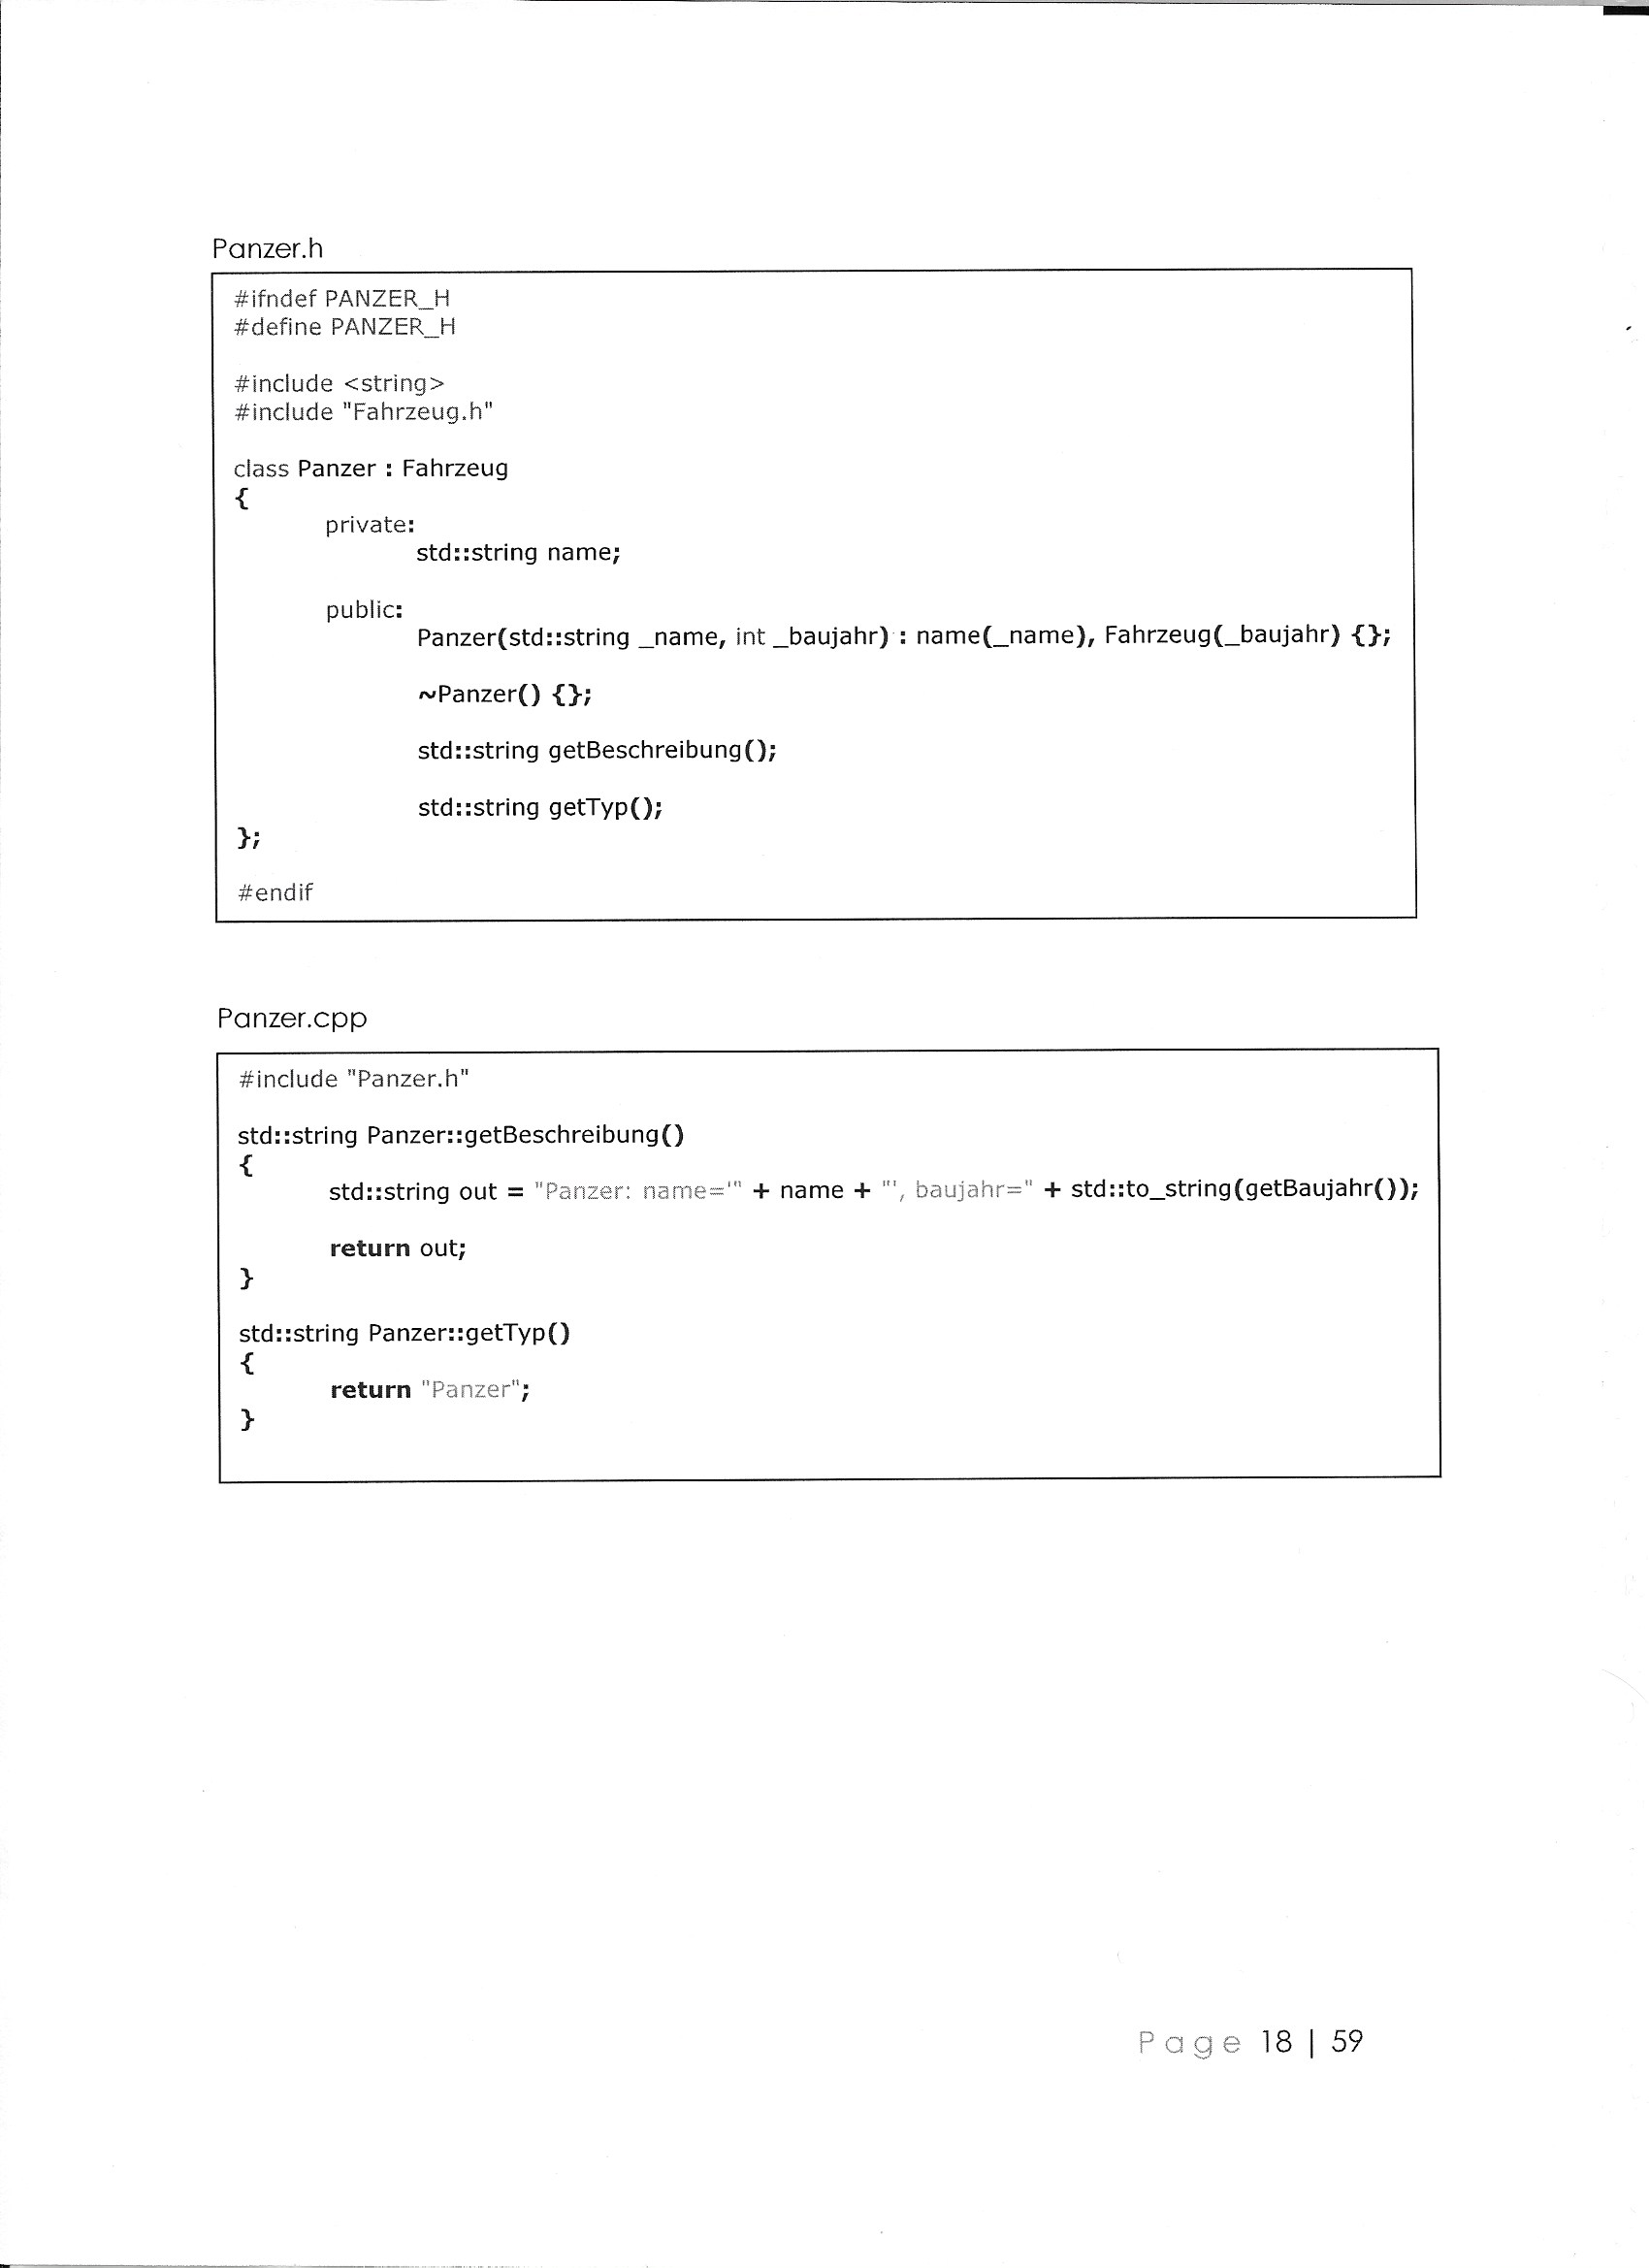 Panzer.h
#ifndef PANZER_H
#define PANZER_H
#include <string>
#include "Fahrzeug.h"
class Panzer : Fahrzeug
{
private:
std::string name;
public:
Panzer(std::string _name, int _baujahr) : name(_name), Fahrzeug(_baujahr) {};
~Panzer() {};
std::string getBeschreibung();
std::string getTyp();
};
#endif
Panzer.cpp
#include "Panzer.h"
std::string Panzer::getBeschreibung()
{
std::string out = "Panzer: name='" + name + "', baujahr=" + std::to_string(getBaujahr());
return out;
}
std::string Panzer::getTyp()
{
return "Panzer";
}
Page 18 | 59